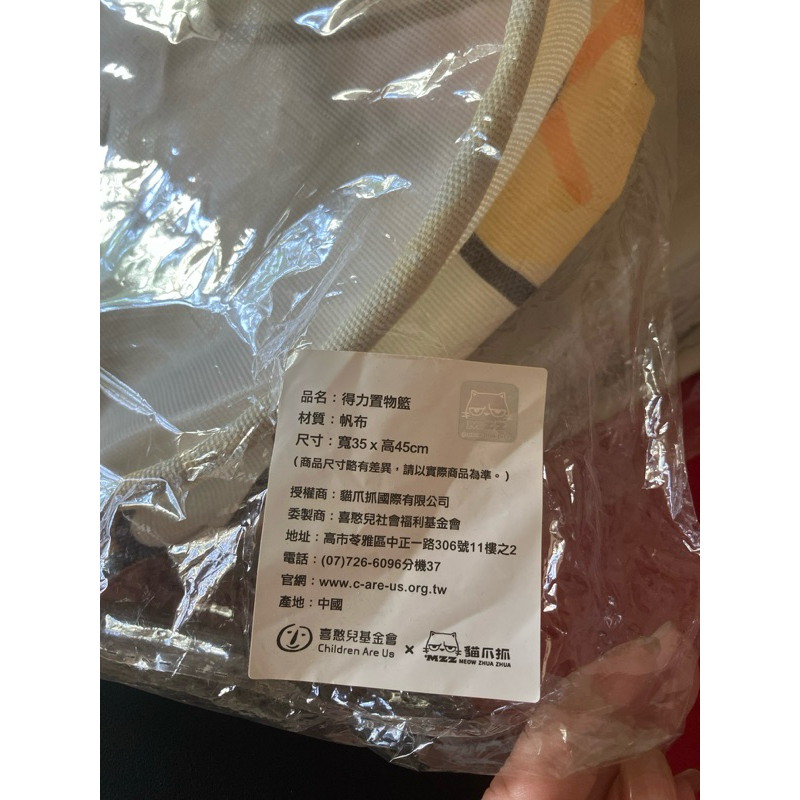 品名：得力置物籃
材質：帆布
尺寸：寬35 x 高45cm
（商品尺寸略有差異，請以實際商品為準。）
授權商：貓爪抓國際有限公司
委製商：喜憨兒社會福利基金會
地址：高市苓雅區中正一路306號11樓之2
電話：(07)726-6096分機37
官網：www.c-are-us.org.tw
產地：中國
喜憨兒基金會
Children Are Us
x
MZZ
貓爪抓
MEOW ZHUA ZHUA